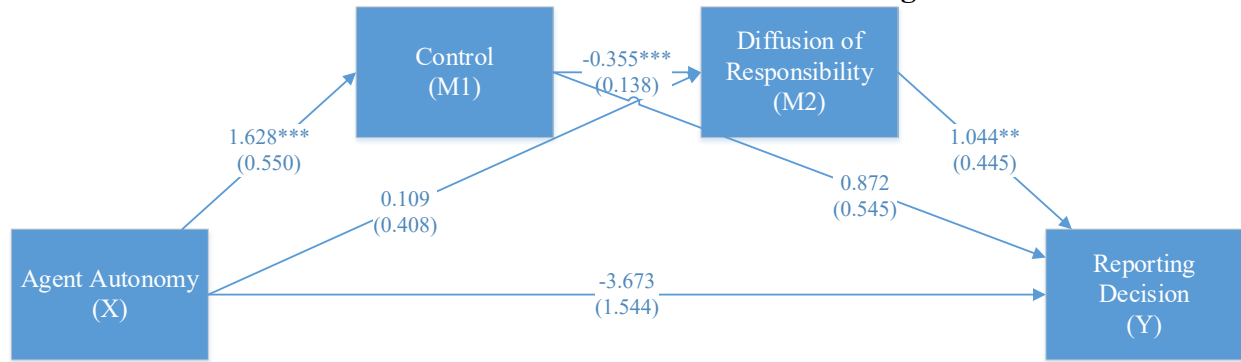 Control
(M1)
Diffusion of
Responsibility
(M2)
-0.355***
(0.138)
1.628***
(0.550)
1.044**
(0.445)
0.109
(0.408)
0.872
(0.545)
Agent Autonomy
(X)
-3.673
(1.544)
Reporting
Decision
(Y)